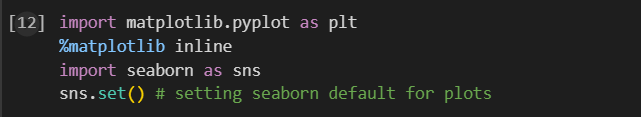 [12] import matplotlib.pyplot as plt
%matplotlib inline
import seaborn as sns
sns.set() # setting seaborn default for plots